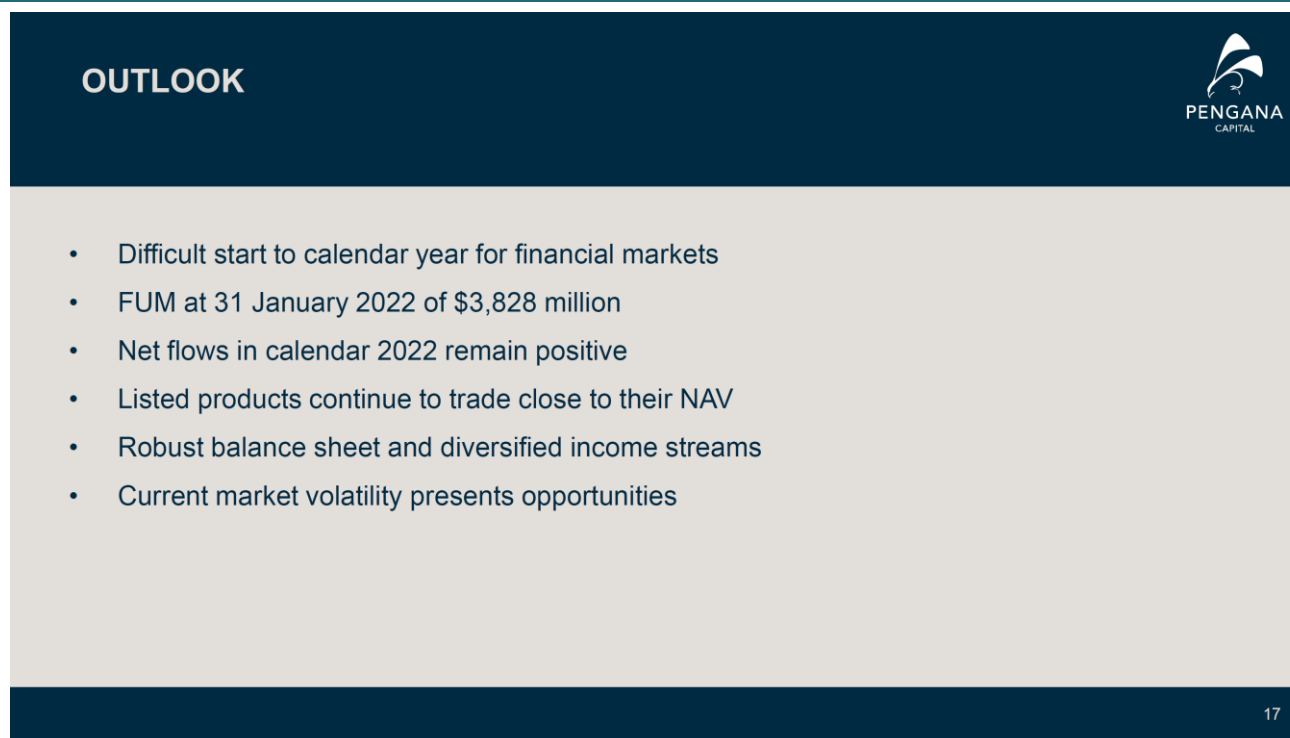 OUTLOOK
PENGANA
CAPITAL
• Difficult start to calendar year for financial markets
• FUM at 31 January 2022 of $3,828 million
• Net flows in calendar 2022 remain positive
• Listed products continue to trade close to their NAV
• Robust balance sheet and diversified income streams
• Current market volatility presents opportunities
17